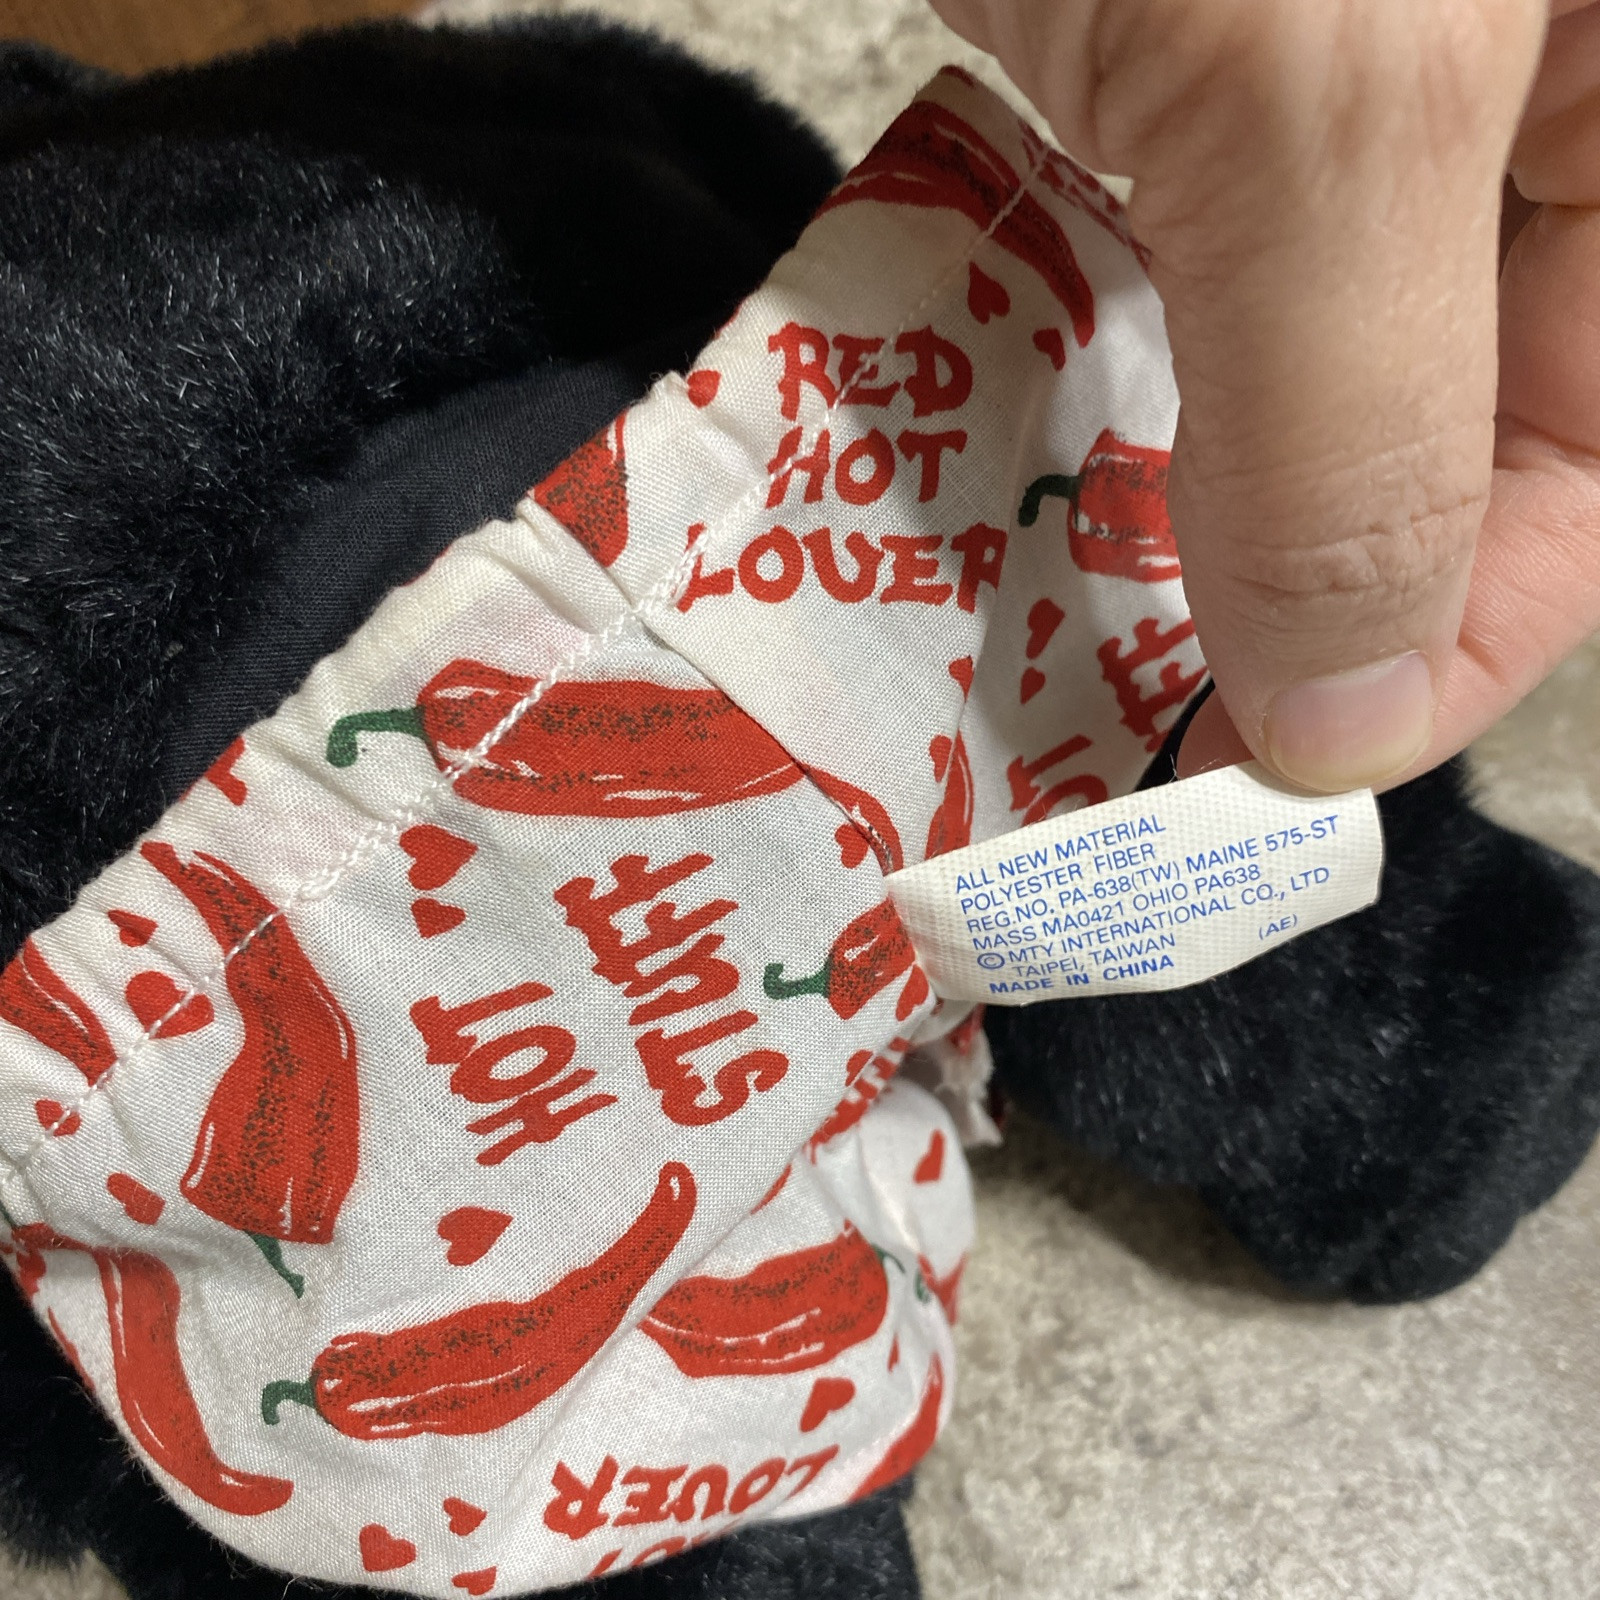 RED
HOT
LOVER
HOT
STUFF
LOVER
ALL NEW MATERIAL
POLYESTER FIBER
REG.NO. PA-638(TW) MAINE 575-ST
MASS MA0421 OHIO PA638
©MTY INTERNATIONAL CO., LTD
TAIPEI, TAIWAN (AE)
MADE IN CHINA